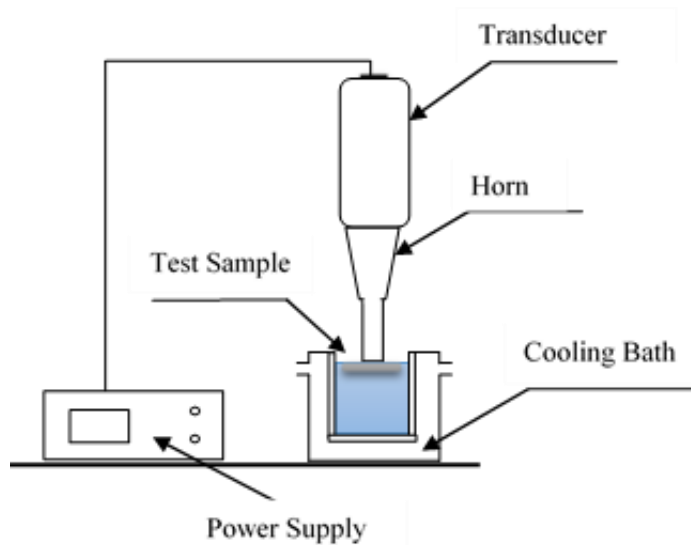 Transducer
Horn
Test Sample
Cooling Bath
Power Supply